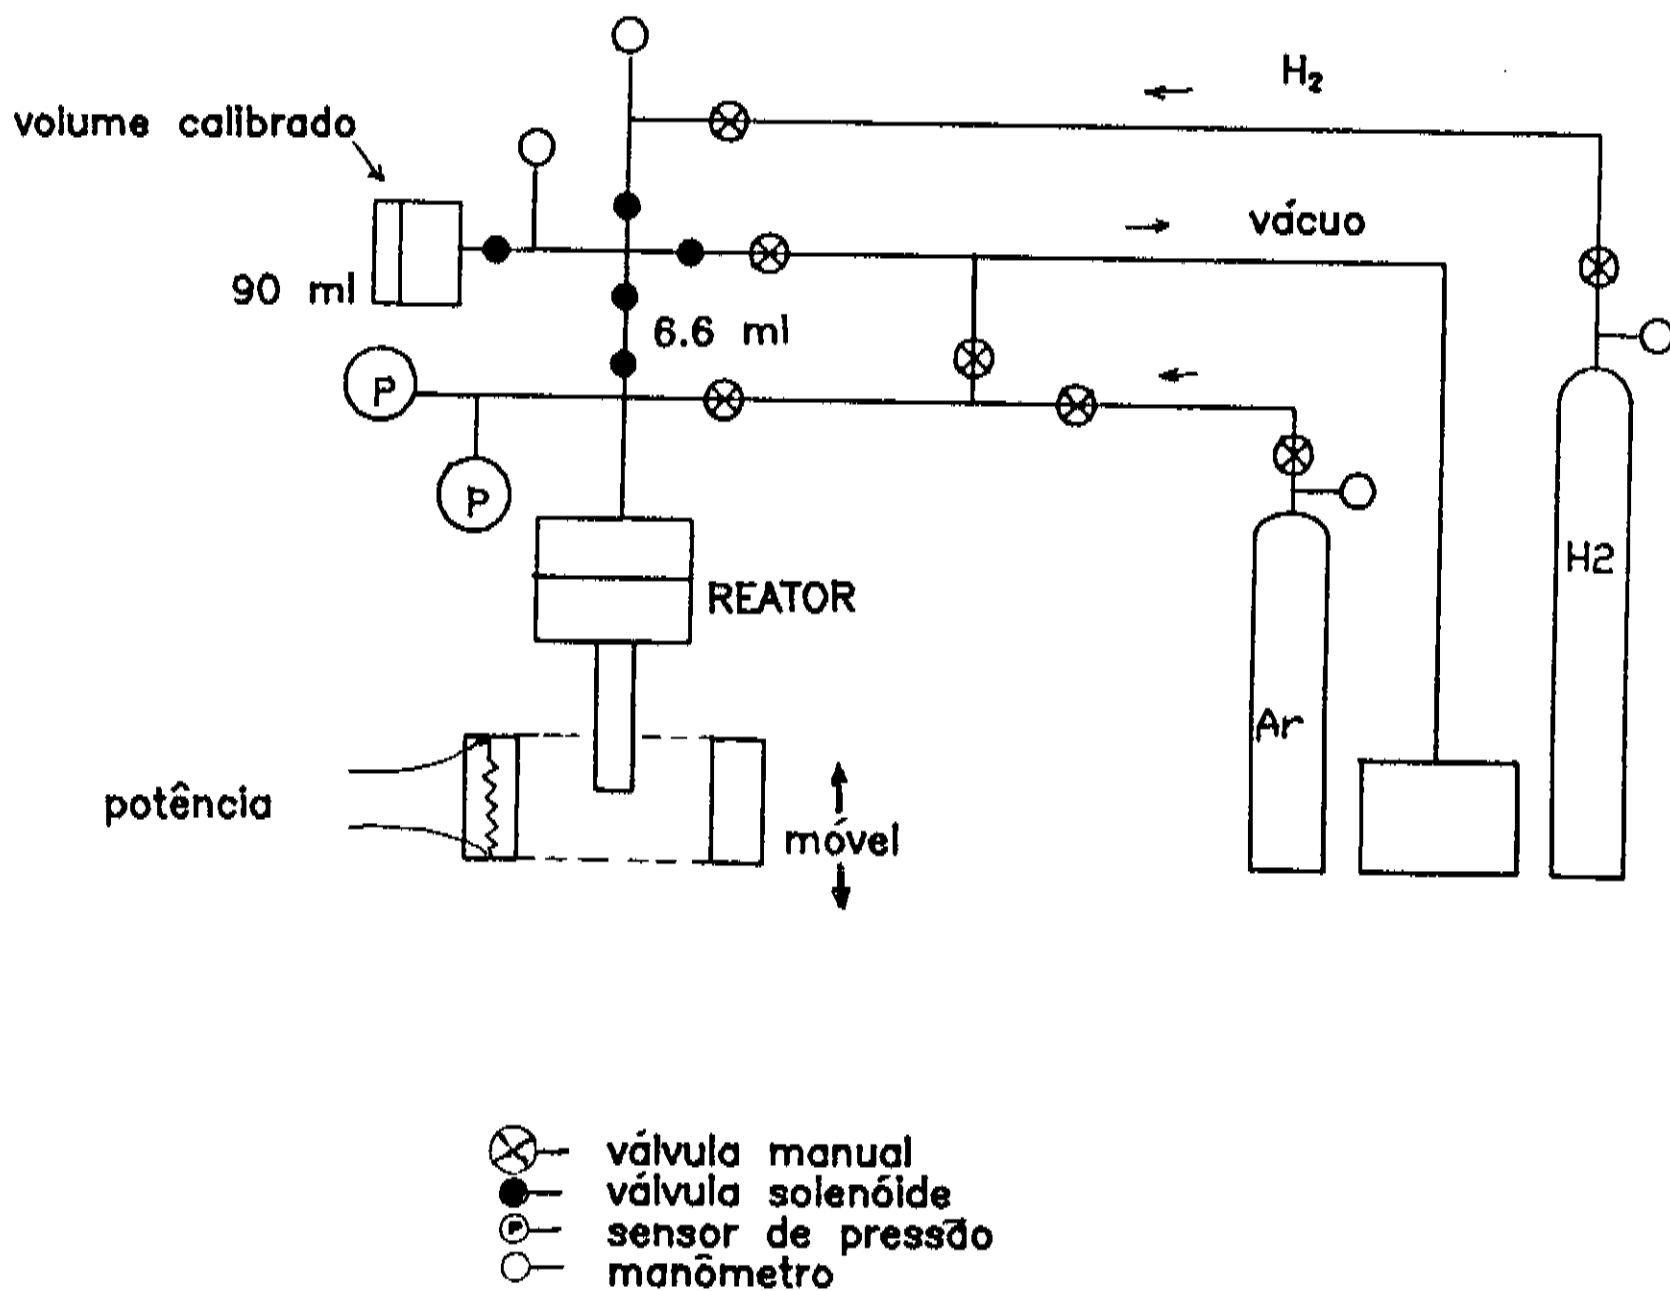 H₂
volume calibrado
vácuo
90 ml
6.6 ml
P
P
H2
REATOR
Ar
potência
móvel
válvula manual
válvula solenóide
P
sensor de pressão
manômetro